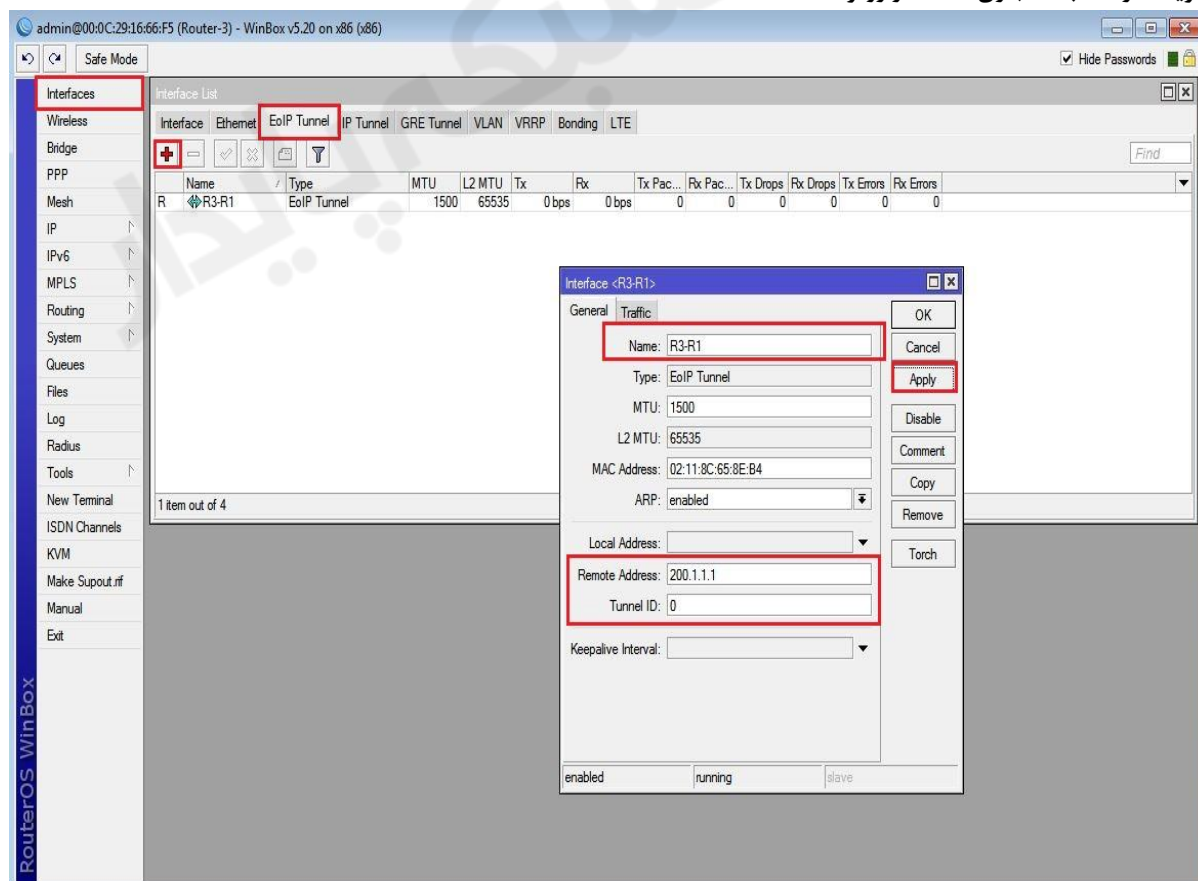 admin@00:0C:29:16:66:F5 (Router-3) - WinBox v5.20 on x86 (x86)
Safe Mode
Hide Passwords
Interfaces
Wireless
Bridge
PPP
Mesh
IP
IPv6
MPLS
Routing
System
Queues
Files
Log
Radius
Tools
New Terminal
ISDN Channels
KVM
Make Supout.rif
Manual
Exit
RouterOS WinBox
Interface List
Interface Ethernet EoIP Tunnel IP Tunnel GRE Tunnel VLAN VRRP Bonding LTE
Find
Name / Type MTU L2 MTU Tx Rx Tx Pac... Rx Pac... Tx Drops Rx Drops Tx Errors Rx Errors
R R3-R1 EoIP Tunnel 1500 65535 0 bps 0 bps 0 0 0 0 0 0
1 item out of 4
Interface <R3-R1>
General Traffic
Name: R3-R1
Type: EoIP Tunnel
MTU: 1500
L2 MTU: 65535
MAC Address: 02:11:8C:65:8E:B4
ARP: enabled
Local Address:
Remote Address: 200.1.1.1
Tunnel ID: 0
Keepalive Interval:
OK
Cancel
Apply
Disable
Comment
Copy
Remove
Torch
enabled running slave